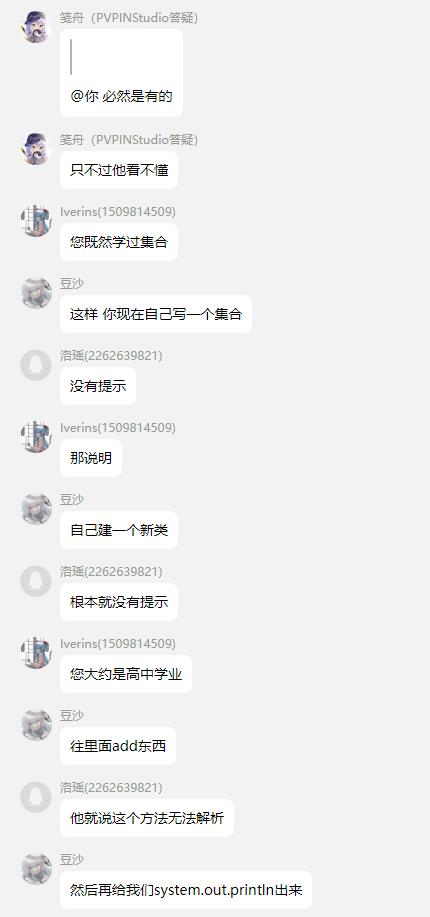 笺舟（PVPINStudio答疑）
@你 必然是有的
笺舟（PVPINStudio答疑）
只不过他看不懂
Iverins(1509814509)
您既然学过集合
豆沙
这样 你现在自己写一个集合
洛瑶(2262639821)
没有提示
Iverins(1509814509)
那说明
豆沙
自己建一个新类
洛瑶(2262639821)
根本就没有提示
Iverins(1509814509)
您大约是高中学业
豆沙
往里面add东西
洛瑶(2262639821)
他就说这个方法无法解析
豆沙
然后再给我们system.out.println出来